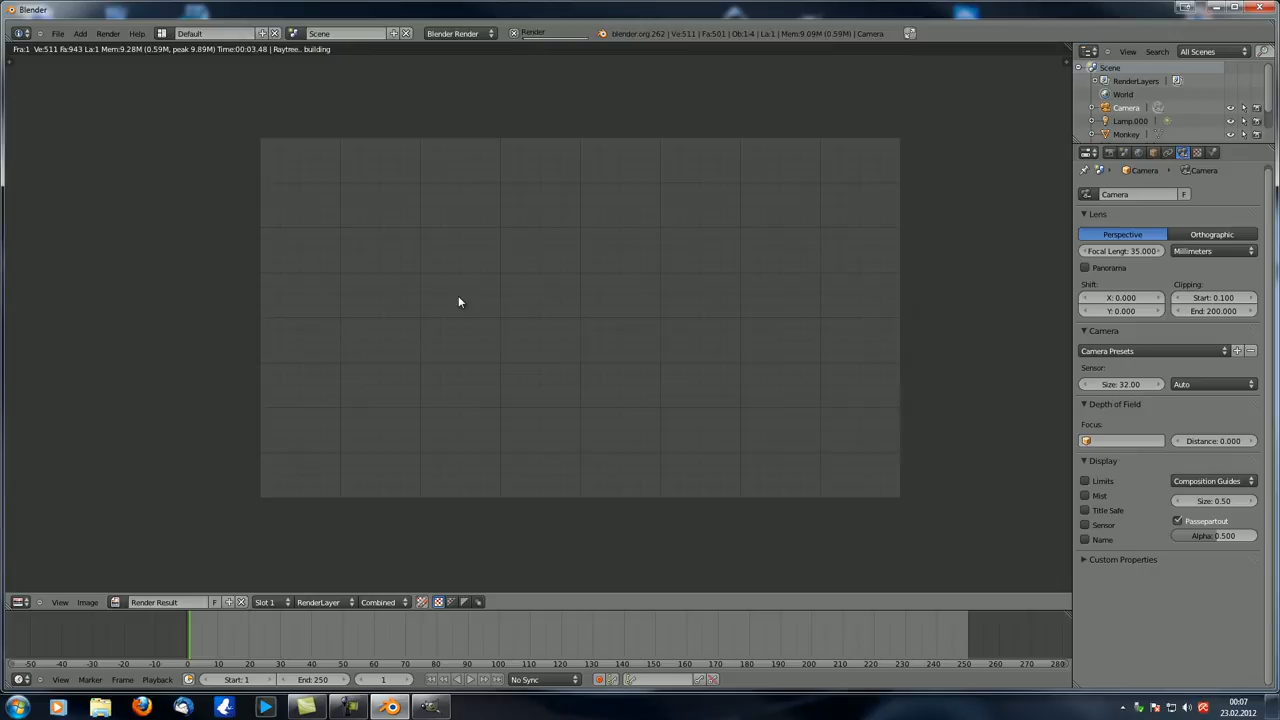 Blender
File Add Render Help Default Scene Blender Render Render blender.org 262 | Ve:511 | Fa:501 | Ob:1-4 | La:1 | Mem:9.09M (0.59M) | Camera
Fra:1 Ve:511 Fa:943 La:1 Mem:9.28M (0.59M, peak 9.89M) Time:00:03.48 | Raytree.. building
View Search All Scenes
Scene
RenderLayers
World
Camera
Lamp.000
Monkey
Camera Camera
Camera F
Lens
Perspective Orthographic
Focal Lengt: 35.000 Millimeters
Panorama
Shift: Clipping:
X: 0.000 Start: 0.100
Y: 0.000 End: 200.000
Camera
Camera Presets
Sensor:
Size: 32.00 Auto
Depth of Field
Focus:
Distance: 0.000
Display
Limits Composition Guides
Mist Size: 0.50
Title Safe
Sensor Passepartout
Name Alpha: 0.500
Custom Properties
View Image Render Result F Slot 1 RenderLayer Combined
-50 -40 -30 -20 -10 0 10 20 30 40 50 60 70 80 90 100 110 120 130 140 150 160 170 180 190 200 210 220 230 240 250 260 270 280
View Marker Frame Playback Start: 1 End: 250 1 No Sync
00:07
23.02.2012